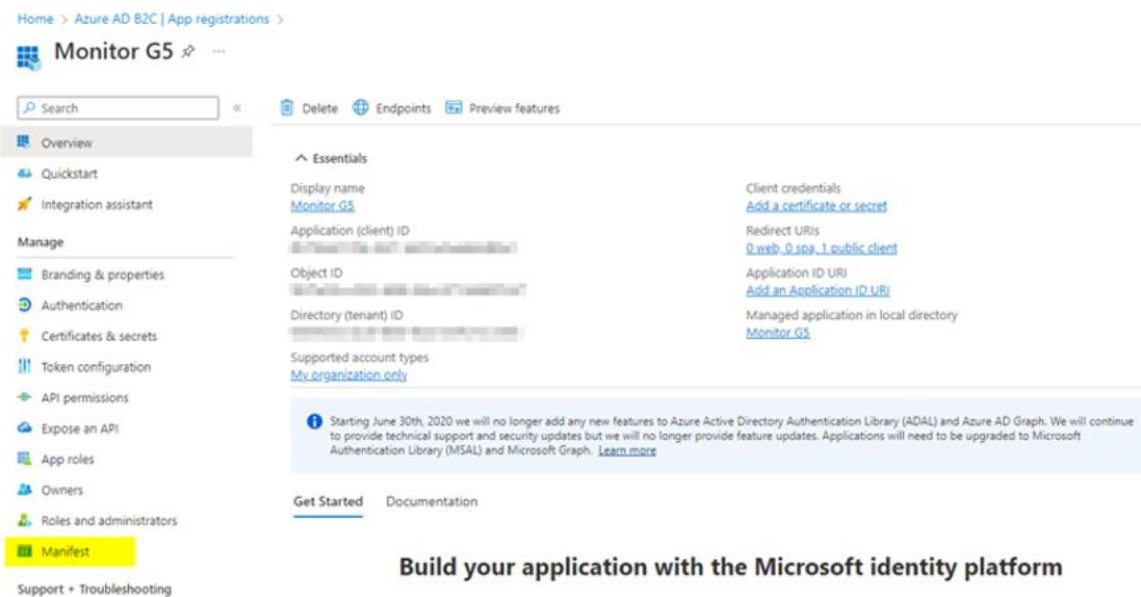 Home > Azure AD B2C | App registrations >
Monitor G5
Search
Overview
Quickstart
Integration assistant
Manage
Branding & properties
Authentication
Certificates & secrets
Token configuration
API permissions
Expose an API
App roles
Owners
Roles and administrators
Manifest
Support + Troubleshooting
Delete Endpoints Preview features
Essentials
Display name
Monitor G5
Application (client) ID
Object ID
Directory (tenant) ID
Supported account types
My organization only
Client credentials
Add a certificate or secret
Redirect URIs
0 web, 0 spa, 1 public client
Application ID URI
Add an Application ID URI
Managed application in local directory
Monitor G5
Starting June 30th, 2020 we will no longer add any new features to Azure Active Directory Authentication Library (ADAL) and Azure AD Graph. We will continue
to provide technical support and security updates but we will no longer provide feature updates. Applications will need to be upgraded to Microsoft
Authentication Library (MSAL) and Microsoft Graph. Learn more
Get Started Documentation
Build your application with the Microsoft identity platform